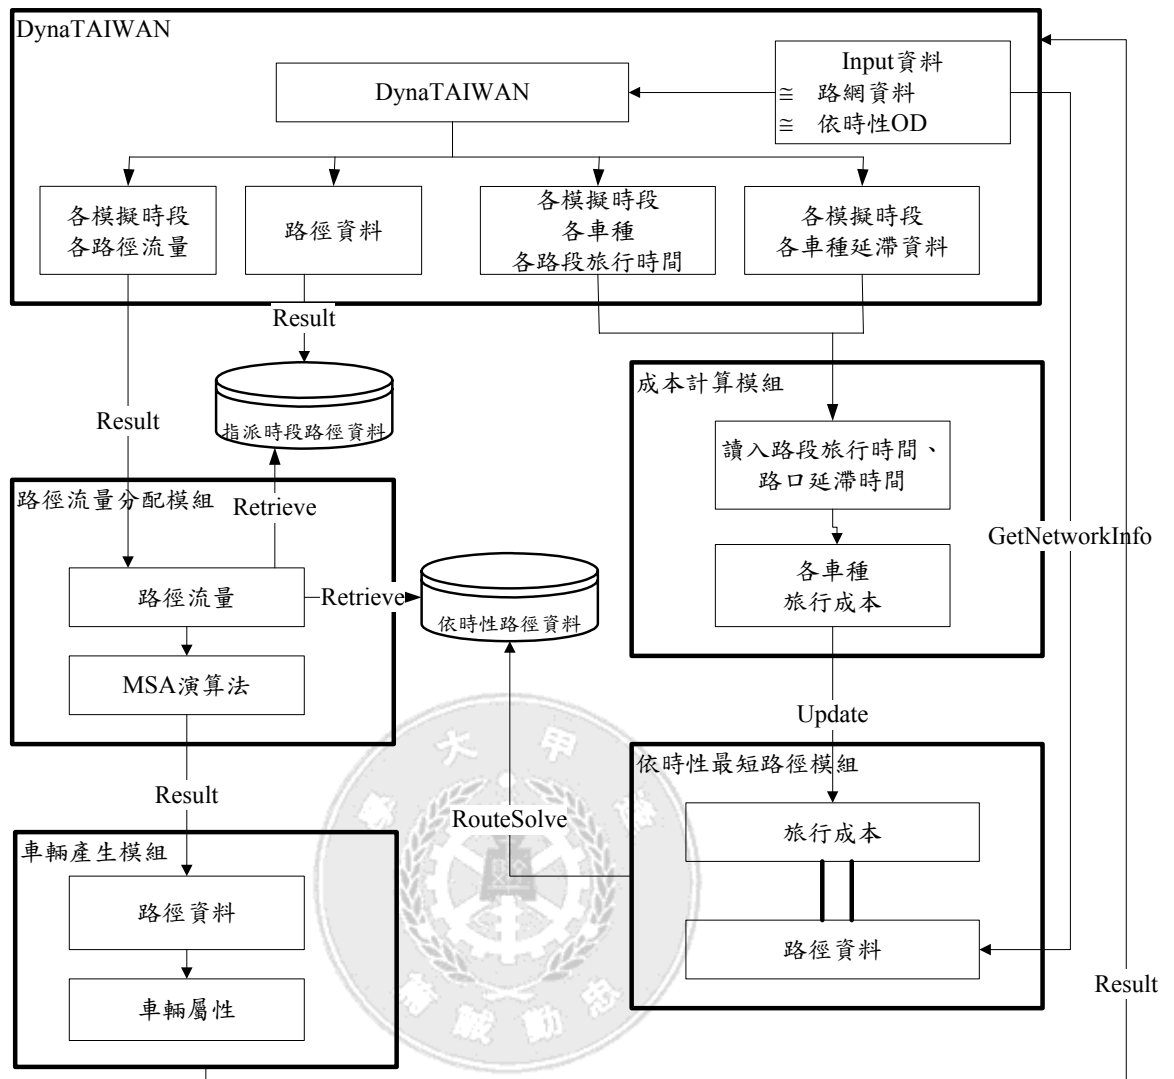 DynaTAIWAN
Input資料
≅ 路網資料
≅ 依時性OD
DynaTAIWAN
各模擬時段
各路徑流量
路徑資料
各模擬時段
各車種
各路段旅行時間
各模擬時段
各車種延滯資料
Result
成本計算模組
指派時段路徑資料
Result
讀入路段旅行時間、
路口延滯時間
路徑流量分配模組
Retrieve
GetNetworkInfo
各車種
旅行成本
路徑流量
Retrieve
依時性路徑資料
MSA演算法
Update
大甲
依時性最短路徑模組
Result
RouteSolve
旅行成本
車輛產生模組
路徑資料
路徑資料
Result
車輛屬性
誠勤忠